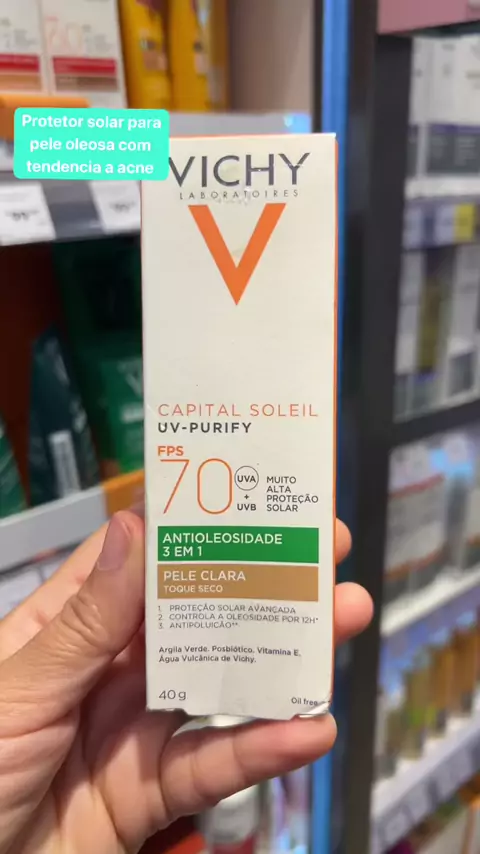 Protetor solar para
pele oleosa com
tendencia a acne
VICHY
LABORATOIRES
CAPITAL SOLEIL
UV-PURIFY
FPS
70
UVA
+
UVB
MUITO
ALTA
PROTEÇÃO
SOLAR
ANTIOLEOSIDADE
3 EM 1
PELE CLARA
TOQUE SECO
1. PROTEÇÃO SOLAR AVANÇADA
2. CONTROLA A OLEOSIDADE POR 12H*
3. ANTIPOLUIÇÃO**
Argila Verde, Posbiótico, Vitamina E,
Água Vulcânica de Vichy.
40g
Oil free